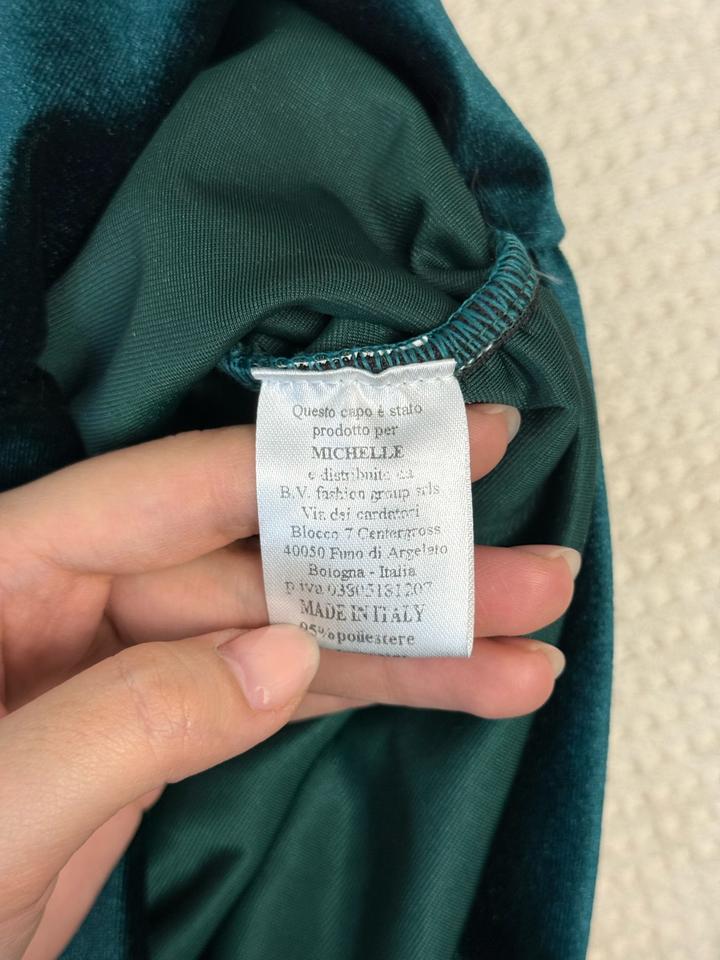 Questo capo è stato
prodotto per
MICHELLE
e distribuito da
B.V. fashion group srls
Via dei cardatori
Blocco 7 Centergross
40050 Funo di Argelato
Bologna - Italia
P.iva 03805181207
MADE IN ITALY
95% poliestere